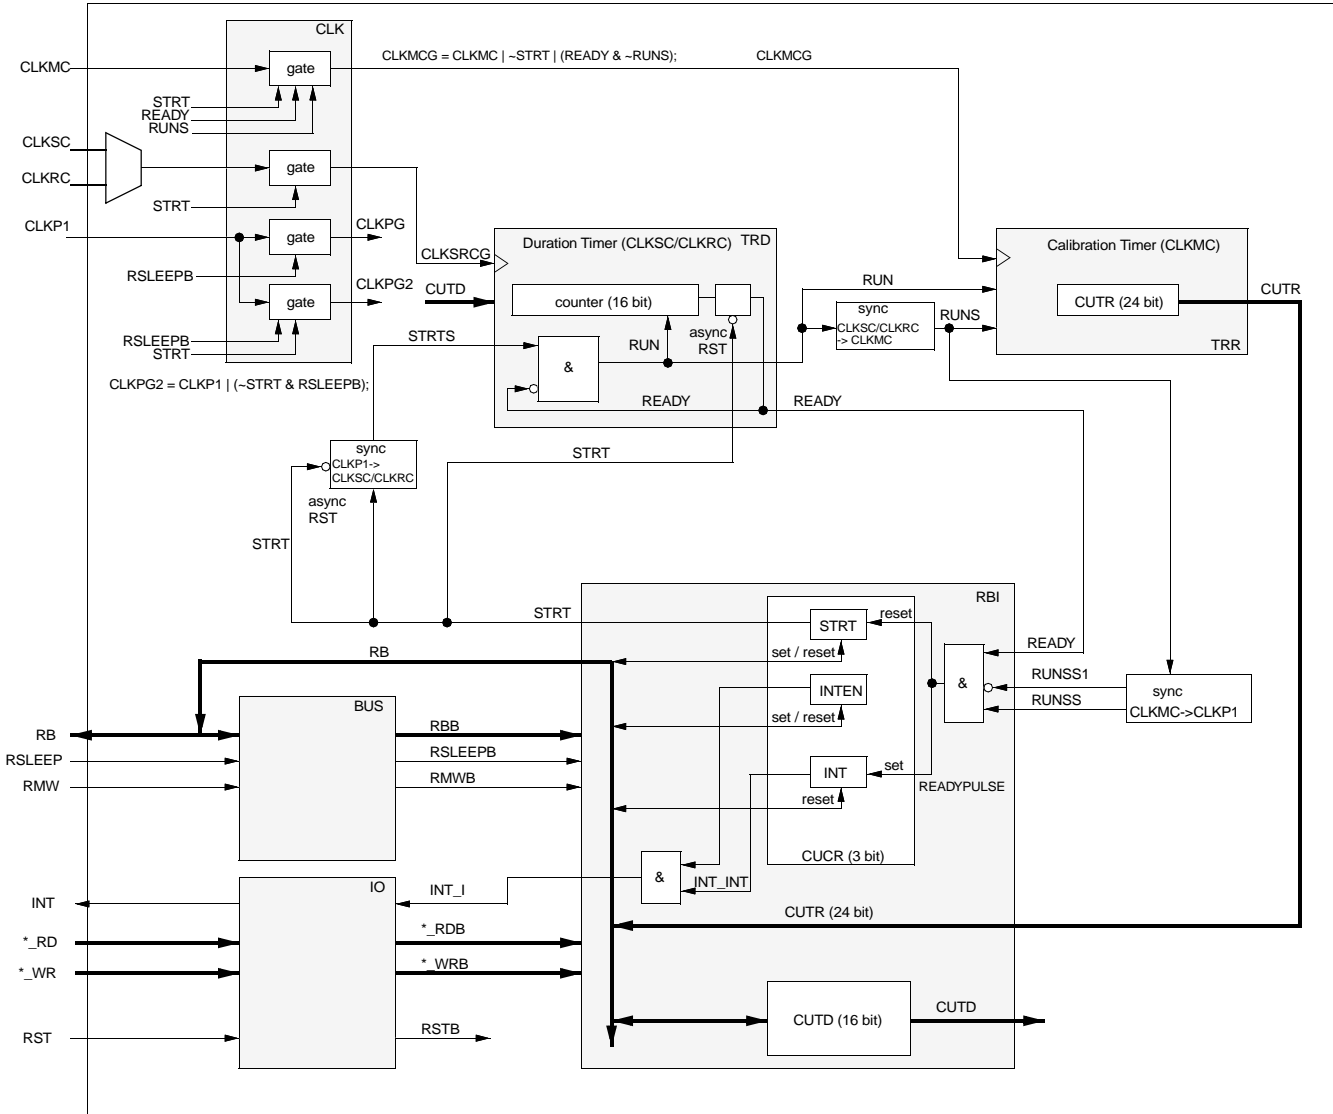 CLK
CLKMC
gate
CLKMCG = CLKMC | ~STRT | (READY & ~RUNS);
CLKMCG
STRT
READY
RUNS
CLKSC
CLKRC
gate
STRT
CLKP1
gate
CLKPG
RSLEEPB
gate
CLKPG2
RSLEEPB
STRT
CLKPG2 = CLKP1 | (~STRT & RSLEEPB);
CLKSRCG
Duration Timer (CLKSC/CLKRC)
TRD
CUTD
counter (16 bit)
async
RST
STRTS
&
RUN
READY
READY
Calibration Timer (CLKMC)
RUN
CUTR (24 bit)
CUTR
sync
CLKSC/CLKRC
-> CLKMC
RUNS
TRR
sync
CLKP1->
CLKSC/CLKRC
async
RST
STRT
STRT
STRT
RBI
STRT
reset
set / reset
READY
RB
INTEN
&
RUNSS1
RUNSS
sync
CLKMC->CLKP1
set / reset
BUS
RB
RBB
RSLEEP
RSLEEPB
RMW
RMWB
INT
set
READYPULSE
reset
CUCR (3 bit)
&
INT_INT
IO
INT
INT_I
CUTR (24 bit)
*_RD
*_RDB
*_WR
*_WRB
CUTD (16 bit)
CUTD
RST
RSTB